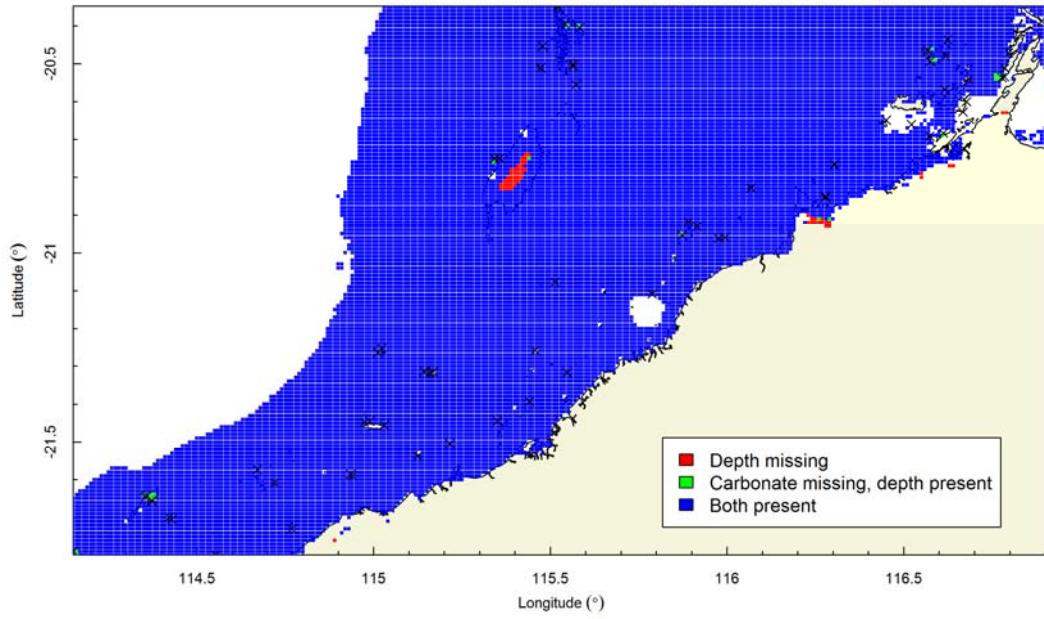 20.5
21
-21.5
Latitude (°)
Depth missing
Carbonate missing, depth present
Both present
114.5
115
115.5
116
116.5
Longitude (°)